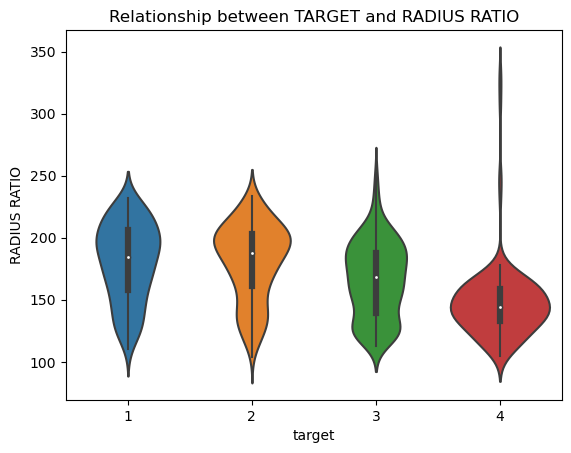 Relationship between TARGET and RADIUS RATIO
RADIUS RATIO
350
300
250
200
150
100
1 2 3 4
target